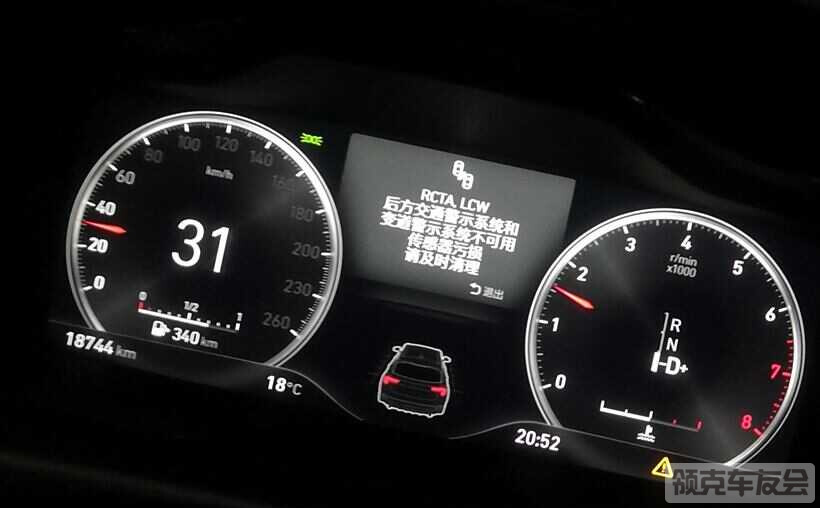 RCTA, LCW
后方交通警示系统和
变道警示系统不可用
传感器污损
请及时清理
退出
km/h
0
20
40
60
80
100
120
140
160
180
200
230
260
31
0
1/2
1
340 km
18744 km
18°C
r/min
x1000
0
1
2
3
4
5
6
7
8
R
N
D+
20:52
领克车友会